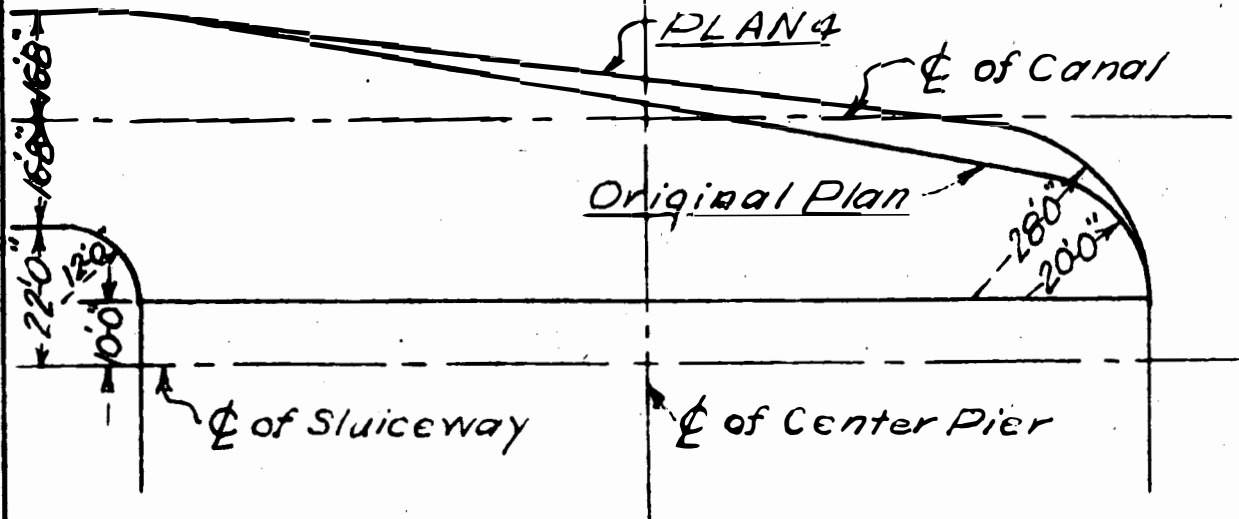 PLAN 4
℄ of Canal
16'8"
16'8"
Original Plan
28'0"
20'0"
12'0"
22'0"
10'0"
℄ of Sluiceway
℄ of Center Pier